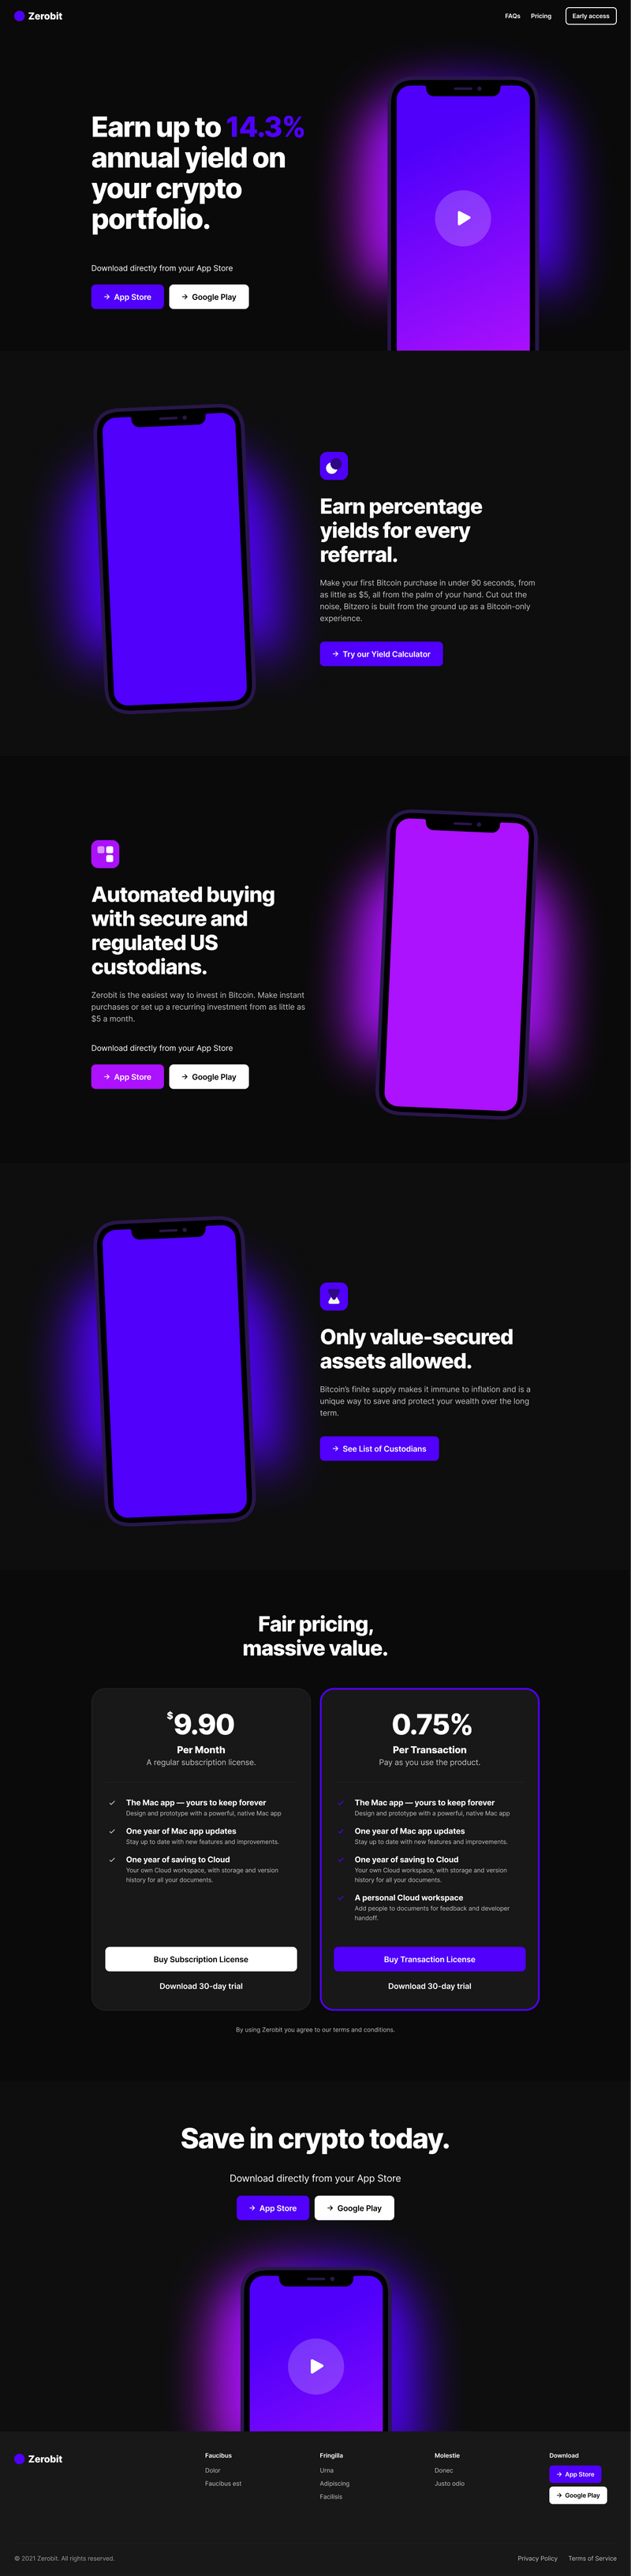 Zerobit
FAQs
Pricing
Early access
Earn up to 14.3%
annual yield on
your crypto
portfolio.
Download directly from your App Store
→ App Store
→ Google Play
Earn percentage
yields for every
referral.
Make your first Bitcoin purchase in under 90 seconds, from
as little as $5, all from the palm of your hand. Cut out the
noise, Bitzero is built from the ground up as a Bitcoin-only
experience.
→ Try our Yield Calculator
Automated buying
with secure and
regulated US
custodians.
Zerobit is the easiest way to invest in Bitcoin. Make instant
purchases or set up a recurring investment from as little as
$5 a month.
Download directly from your App Store
→ App Store
→ Google Play
Only value-secured
assets allowed.
Bitcoin's finite supply makes it immune to inflation and is a
unique way to save and protect your wealth over the long
term.
→ See List of Custodians
Fair pricing,
massive value.
$9.90
Per Month
A regular subscription license.
The Mac app — yours to keep forever
Design and prototype with a powerful, native Mac app
One year of Mac app updates
Stay up to date with new features and improvements.
One year of saving to Cloud
Your own Cloud workspace, with storage and version
history for all your documents.
Buy Subscription License
Download 30-day trial
0.75%
Per Transaction
Pay as you use the product.
The Mac app — yours to keep forever
Design and prototype with a powerful, native Mac app
One year of Mac app updates
Stay up to date with new features and improvements.
One year of saving to Cloud
Your own Cloud workspace, with storage and version
history for all your documents.
A personal Cloud workspace
Add people to documents for feedback and developer
handoff.
Buy Transaction License
Download 30-day trial
By using Zerobit you agree to our terms and conditions.
Save in crypto today.
Download directly from your App Store
→ App Store
→ Google Play
Zerobit
Faucibus
Dolor
Faucibus est
Fringilla
Urna
Adipiscing
Facilisis
Molestie
Donec
Justo odio
Download
→ App Store
→ Google Play
© 2021 Zerobit. All rights reserved.
Privacy Policy
Terms of Service